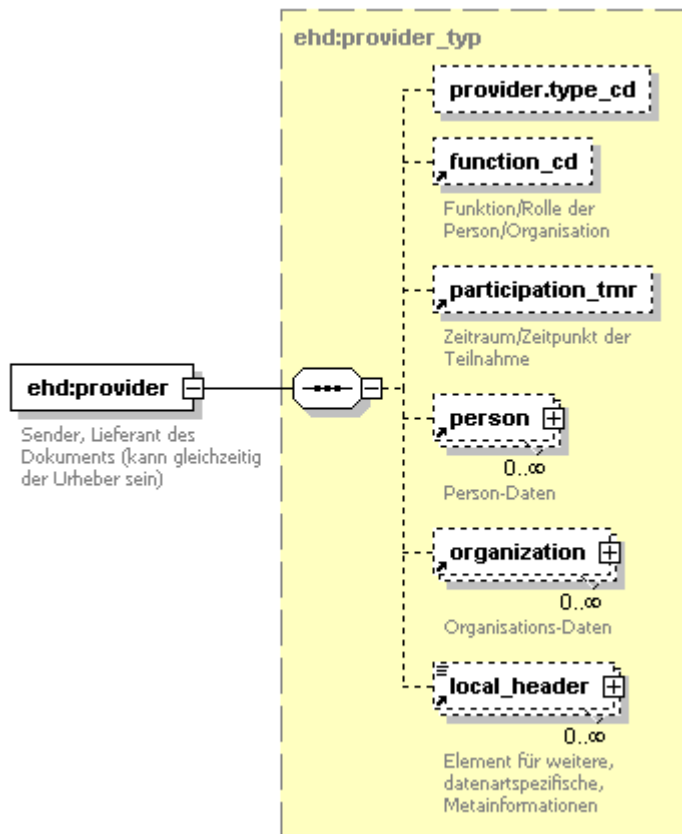 ehd:provider_typ
provider.type_cd
function_cd
Funktion/Rolle der
Person/Organisation
participation_tmr
Zeitraum/Zeitpunkt der
Teilnahme
ehd:provider
Sender, Lieferant des
Dokuments (kann gleichzeitig
der Urheber sein)
person
0..∞
Person-Daten
organization
0..∞
Organisations-Daten
local_header
0..∞
Element für weitere,
datenartspezifische,
Metainformationen